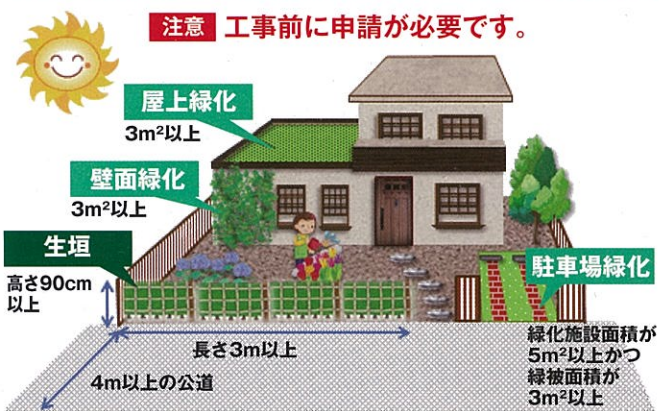 注意 工事前に申請が必要です。
屋上緑化
3m²以上
壁面緑化
3m²以上
生垣
高さ90cm
以上
長さ3m以上
4m以上の公道
駐車場緑化
緑化施設面積が
5m²以上かつ
緑被面積が
3m²以上